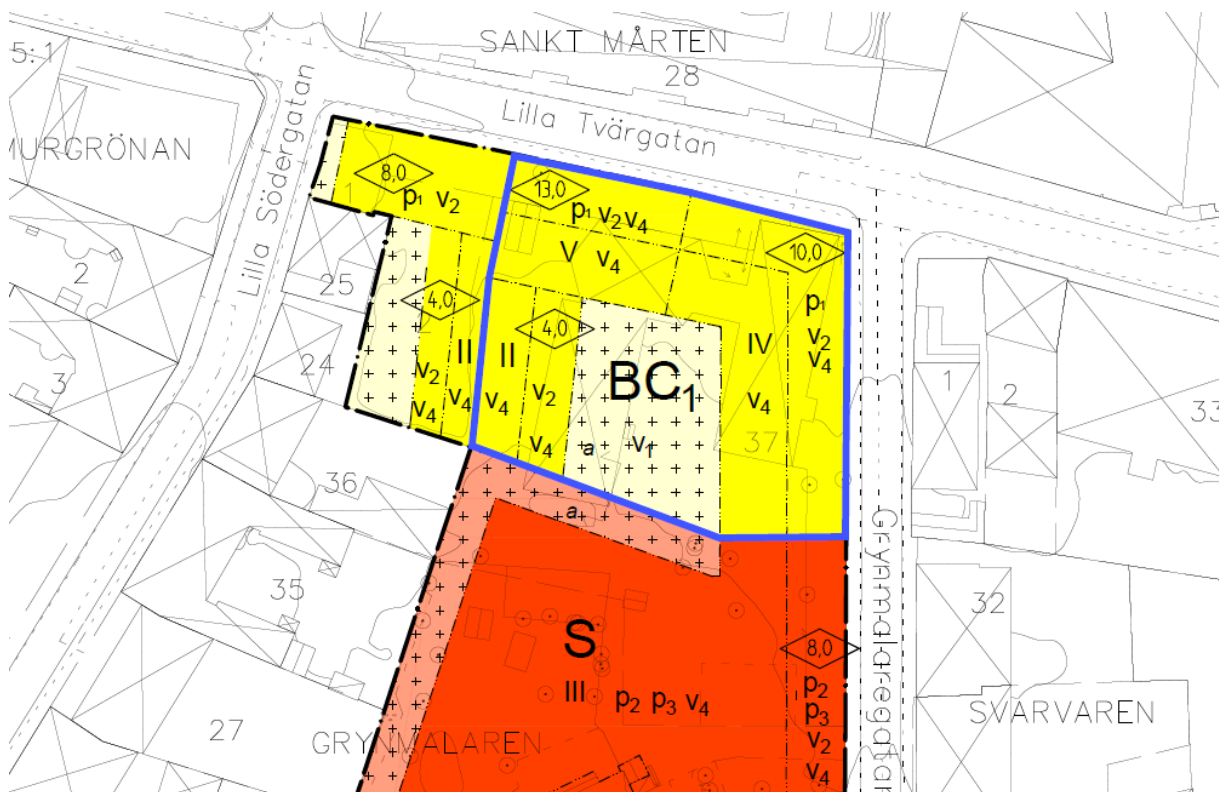 SANKT MÅRTEN
28
5:1
Lilla Tvärgatan
MURGRÖNAN
Lilla Södergatan
8,0
1
p1 v2
13,0
p1 v2 v4
V v4
10,0
2
25
4,0
4,0
p1
v2
v4
II
II
IV
24
3
v2
v4
v4
v4
v2
v4
BC1
a
v1
v4
37
1
2
33
36
a
Grynmalaregatan
35
32
S
8,0
III
p2 p3 v4
p2
p3
v2
v4
27
GRYNMALAREN
SVARVAREN